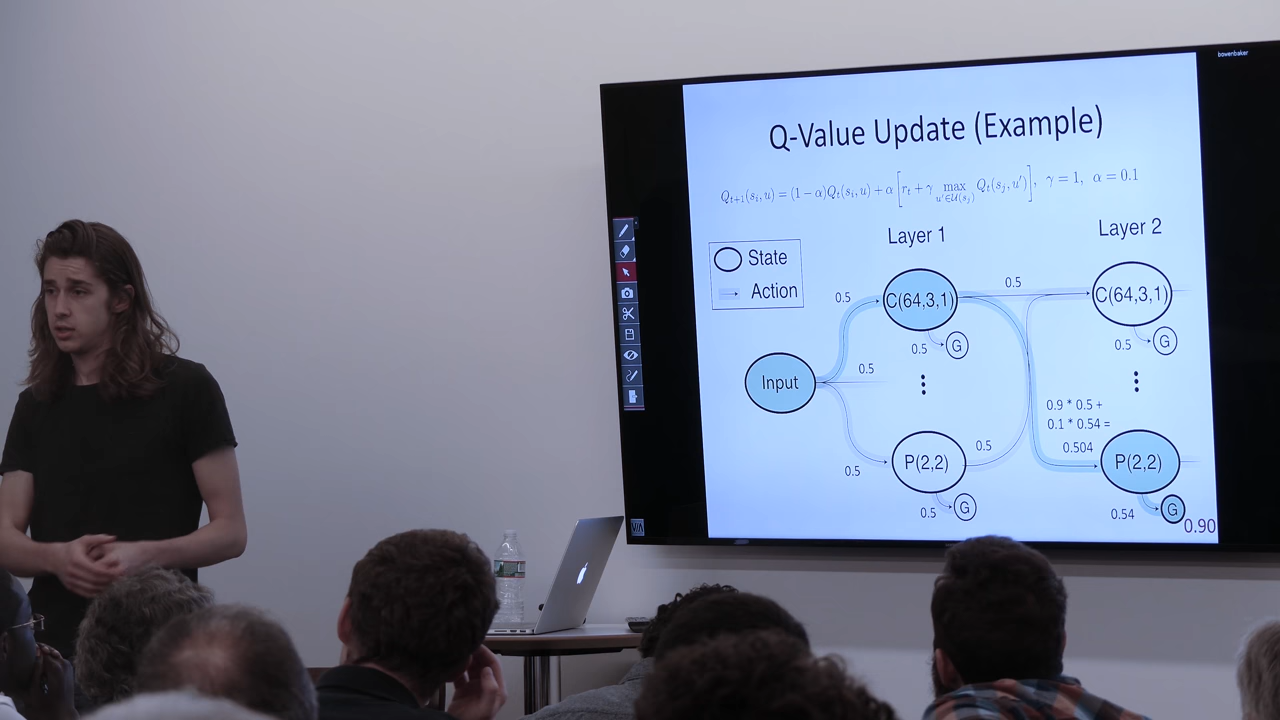 bowenbaker
Q-Value Update (Example)
Q_{t+1}(s_i, u) = (1 − α)Q_t(s_i, u) + α[r_t + γ max_{u'∈𝒰(s_j)} Q_t(s_j, u')], γ = 1, α = 0.1
Layer 1
Layer 2
State
Action
0.5
C(64,3,1)
0.5
C(64,3,1)
0.5
G
0.5
G
Input
0.5
0.9 * 0.5 +
0.1 * 0.54 =
0.504
0.5
P(2,2)
0.5
P(2,2)
0.5
G
0.54
G
0.90